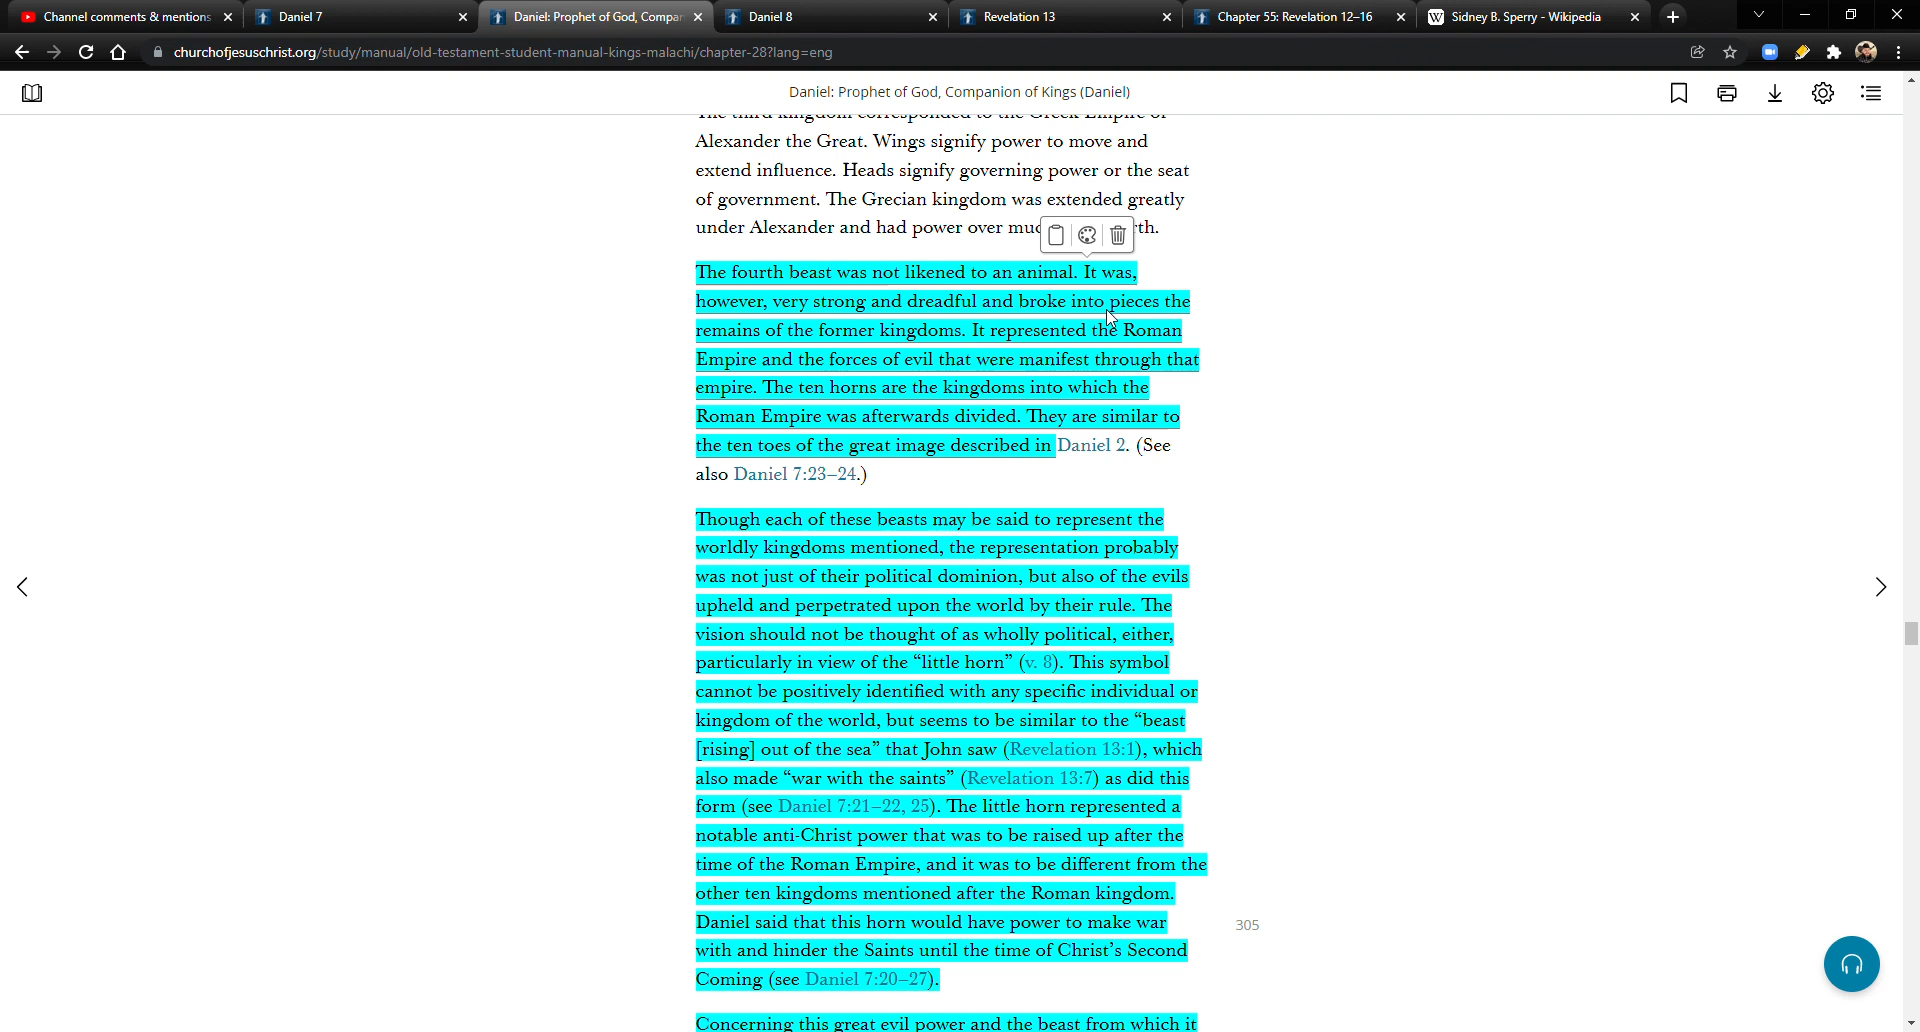 Channel comments & mentions
Daniel 7
Daniel: Prophet of God, Compan
Daniel 8
Revelation 13
Chapter 55: Revelation 12–16
W Sidney B. Sperry - Wikipedia
churchofjesuschrist.org/study/manual/old-testament-student-manual-kings-malachi/chapter-28?lang=eng
Daniel: Prophet of God, Companion of Kings (Daniel)
The third kingdom corresponded to the Greek Empire of
Alexander the Great. Wings signify power to move and
extend influence. Heads signify governing power or the seat
of government. The Grecian kingdom was extended greatly
under Alexander and had power over muc rth.
The fourth beast was not likened to an animal. It was,
however, very strong and dreadful and broke into pieces the
remains of the former kingdoms. It represented the Roman
Empire and the forces of evil that were manifest through that
empire. The ten horns are the kingdoms into which the
Roman Empire was afterwards divided. They are similar to
the ten toes of the great image described in Daniel 2. (See
also Daniel 7:23–24.)
Though each of these beasts may be said to represent the
worldly kingdoms mentioned, the representation probably
was not just of their political dominion, but also of the evils
upheld and perpetrated upon the world by their rule. The
vision should not be thought of as wholly political, either,
particularly in view of the “little horn” (v. 8). This symbol
cannot be positively identified with any specific individual or
kingdom of the world, but seems to be similar to the “beast
[rising] out of the sea” that John saw (Revelation 13:1), which
also made “war with the saints” (Revelation 13:7) as did this
form (see Daniel 7:21–22, 25). The little horn represented a
notable anti-Christ power that was to be raised up after the
time of the Roman Empire, and it was to be different from the
other ten kingdoms mentioned after the Roman kingdom.
Daniel said that this horn would have power to make war
with and hinder the Saints until the time of Christ’s Second
Coming (see Daniel 7:20–27).
305
Concerning this great evil power and the beast from which it